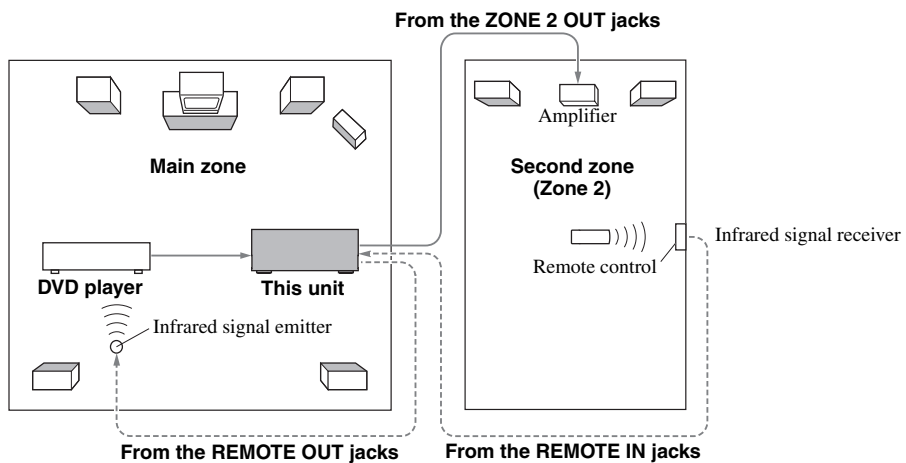 From the ZONE 2 OUT jacks
Amplifier
Main zone
Second zone
(Zone 2)
Infrared signal receiver
Remote control
DVD player
This unit
Infrared signal emitter
From the REMOTE OUT jacks
From the REMOTE IN jacks